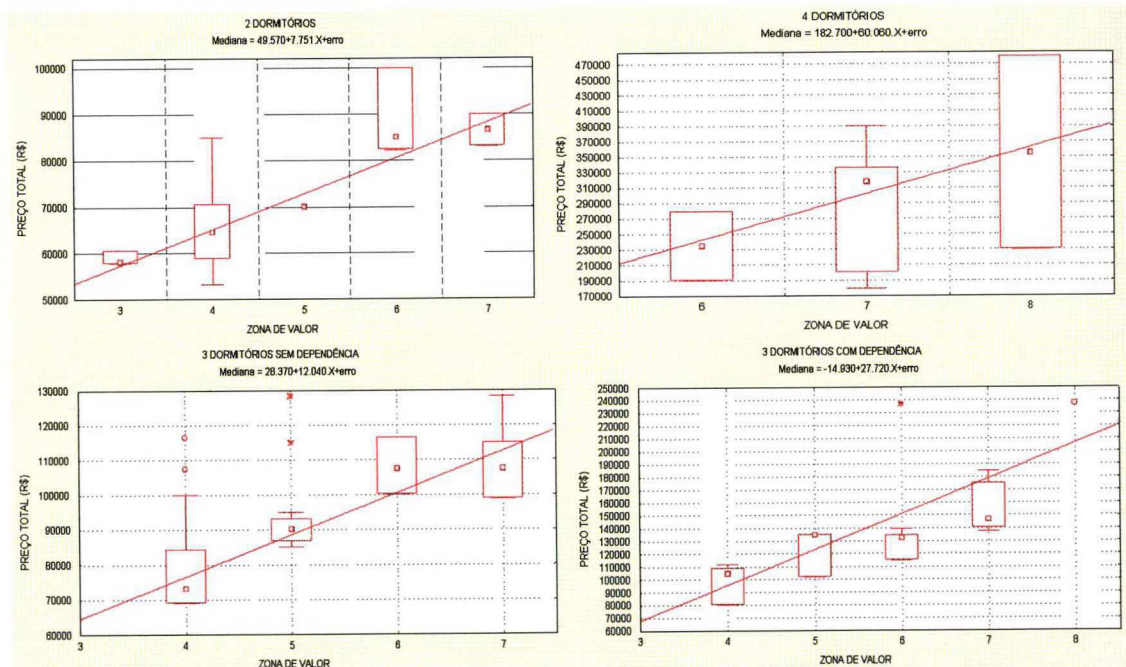 2 DORMITÓRIOS
Mediana = 49.570+7.751.X+erro
PREÇO TOTAL (R$)
100000
90000
80000
70000
60000
50000
3 4 5 6 7
ZONA DE VALOR
4 DORMITÓRIOS
Mediana = 182.700+60.060.X+erro
PREÇO TOTAL (R$)
470000
450000
430000
410000
390000
370000
350000
330000
310000
290000
270000
250000
230000
210000
190000
170000
6 7 8
ZONA DE VALOR
3 DORMITÓRIOS SEM DEPENDÊNCIA
Mediana = 28.370+12.040.X+erro
PREÇO TOTAL (R$)
130000
120000
110000
100000
90000
80000
70000
60000
3 4 5 6 7
ZONA DE VALOR
3 DORMITÓRIOS COM DEPENDÊNCIA
Mediana = -14.930+27.720.X+erro
PREÇO TOTAL (R$)
250000
240000
230000
220000
210000
200000
190000
180000
170000
160000
150000
140000
130000
120000
110000
100000
90000
80000
70000
60000
3 4 5 6 7 8
ZONA DE VALOR